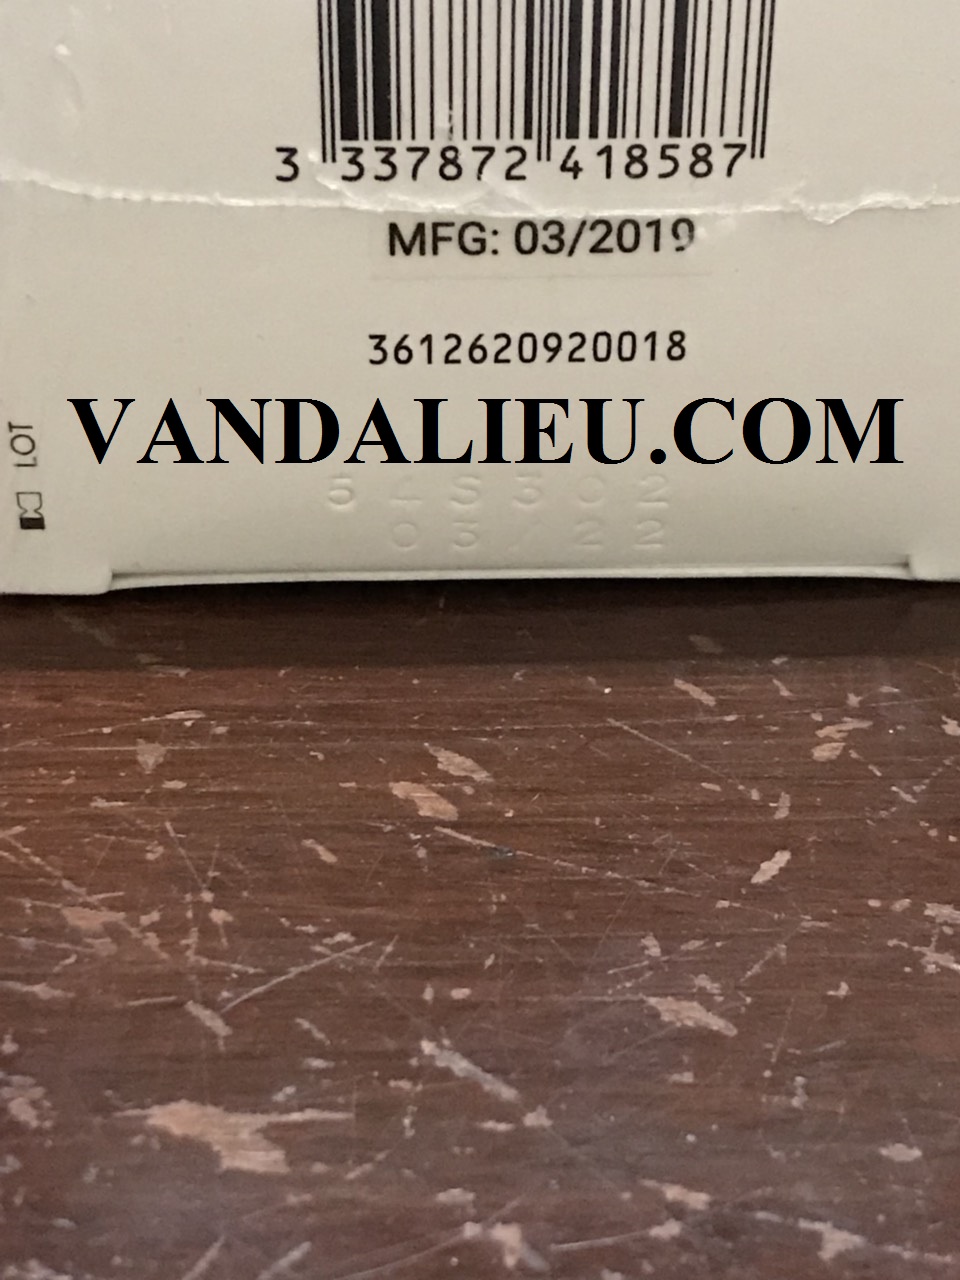 3 337872 418587
MFG: 03/2019
3612620920018
VANDALIEU.COM
LOT
54S302
03/22